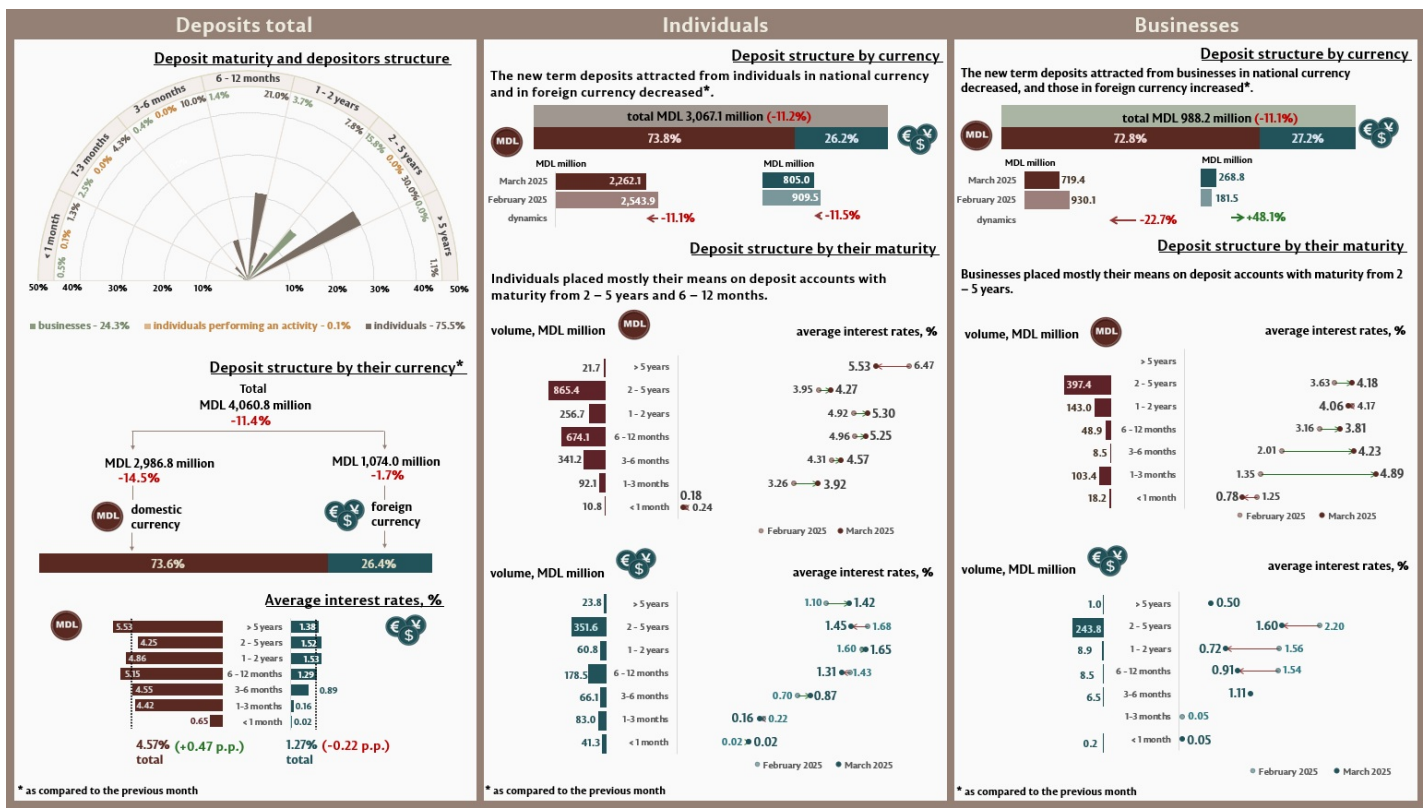 Deposits total
Individuals
Businesses
Deposit maturity and depositors structure
< 1 month
1-3 months
3-6 months
6 - 12 months
1 - 2 years
2 - 5 years
> 5 years
0.5%
0.1%
1.3%
2.5%
0.0%
4.3%
0.4%
0.0%
10.0%
1.4%
21.0%
3.7%
2.8%
15.8%
0.0%
30.0%
0.0%
1.1%
50% 40% 30% 20% 10% 10% 20% 30% 40% 50%
businesses - 24.3% individuals performing an activity - 0.1% individuals - 75.5%
Deposit structure by their currency*
Total
MDL 4,060.8 million
-11.4%
MDL 2,986.8 million
-14.5%
MDL 1,074.0 million
-1.7%
MDL domestic
currency
€ ¥ $ foreign
currency
73.6% 26.4%
Average interest rates, %
MDL
€ ¥ $
5.53 > 5 years 1.38
4.25 2 - 5 years 1.52
4.86 1 - 2 years 1.53
5.15 6 - 12 months 1.29
4.55 3-6 months 0.89
4.42 1-3 months 0.16
0.65 < 1 month 0.02
4.57% (+0.47 p.p.) 1.27% (-0.22 p.p.)
total total
* as compared to the previous month
Deposit structure by currency
The new term deposits attracted from individuals in national currency
and in foreign currency decreased*.
total MDL 3,067.1 million (-11.2%)
MDL 73.8% 26.2% € ¥ $
MDL million MDL million
March 2025 2,262.1 805.0
February 2025 2,543.9 909.5
dynamics -11.1% -11.5%
Deposit structure by their maturity
Individuals placed mostly their means on deposit accounts with
maturity from 2 – 5 years and 6 – 12 months.
volume, MDL million MDL average interest rates, %
21.7 > 5 years 5.53 6.47
865.4 2 - 5 years 3.95 4.27
256.7 1 - 2 years 4.92 5.30
674.1 6 - 12 months 4.96 5.25
341.2 3-6 months 4.31 4.57
92.1 1-3 months 3.26 3.92
0.18
10.8 < 1 month 0.24
February 2025 March 2025
volume, MDL million € ¥ $ average interest rates, %
23.8 > 5 years 1.10 1.42
351.6 2 - 5 years 1.45 1.68
60.8 1 - 2 years 1.60 1.65
178.5 6 - 12 months 1.31 1.43
66.1 3-6 months 0.70 0.87
83.0 1-3 months 0.16 0.22
41.3 < 1 month 0.02 0.02
February 2025 March 2025
* as compared to the previous month
Deposit structure by currency
The new term deposits attracted from businesses in national currency
decreased, and those in foreign currency increased*.
total MDL 988.2 million (-11.1%)
MDL 72.8% 27.2% € ¥ $
MDL million MDL million
March 2025 719.4 268.8
February 2025 930.1 181.5
dynamics -22.7% +48.1%
Deposit structure by their maturity
Businesses placed mostly their means on deposit accounts with maturity from 2
– 5 years.
volume, MDL million MDL average interest rates, %
> 5 years
397.4 2 - 5 years 3.63 4.18
143.0 1 - 2 years 4.06 4.17
48.9 6 - 12 months 3.16 3.81
8.5 3-6 months 2.01 4.23
103.4 1-3 months 1.35 4.89
18.2 < 1 month 0.78 1.25
February 2025 March 2025
volume, MDL million € ¥ $ average interest rates, %
1.0 > 5 years 0.50
243.8 2 - 5 years 1.60 2.20
8.9 1 - 2 years 0.72 1.56
8.5 6 - 12 months 0.91 1.54
6.5 3-6 months 1.11
1-3 months 0.05
0.2 < 1 month 0.05
February 2025 March 2025
* as compared to the previous month